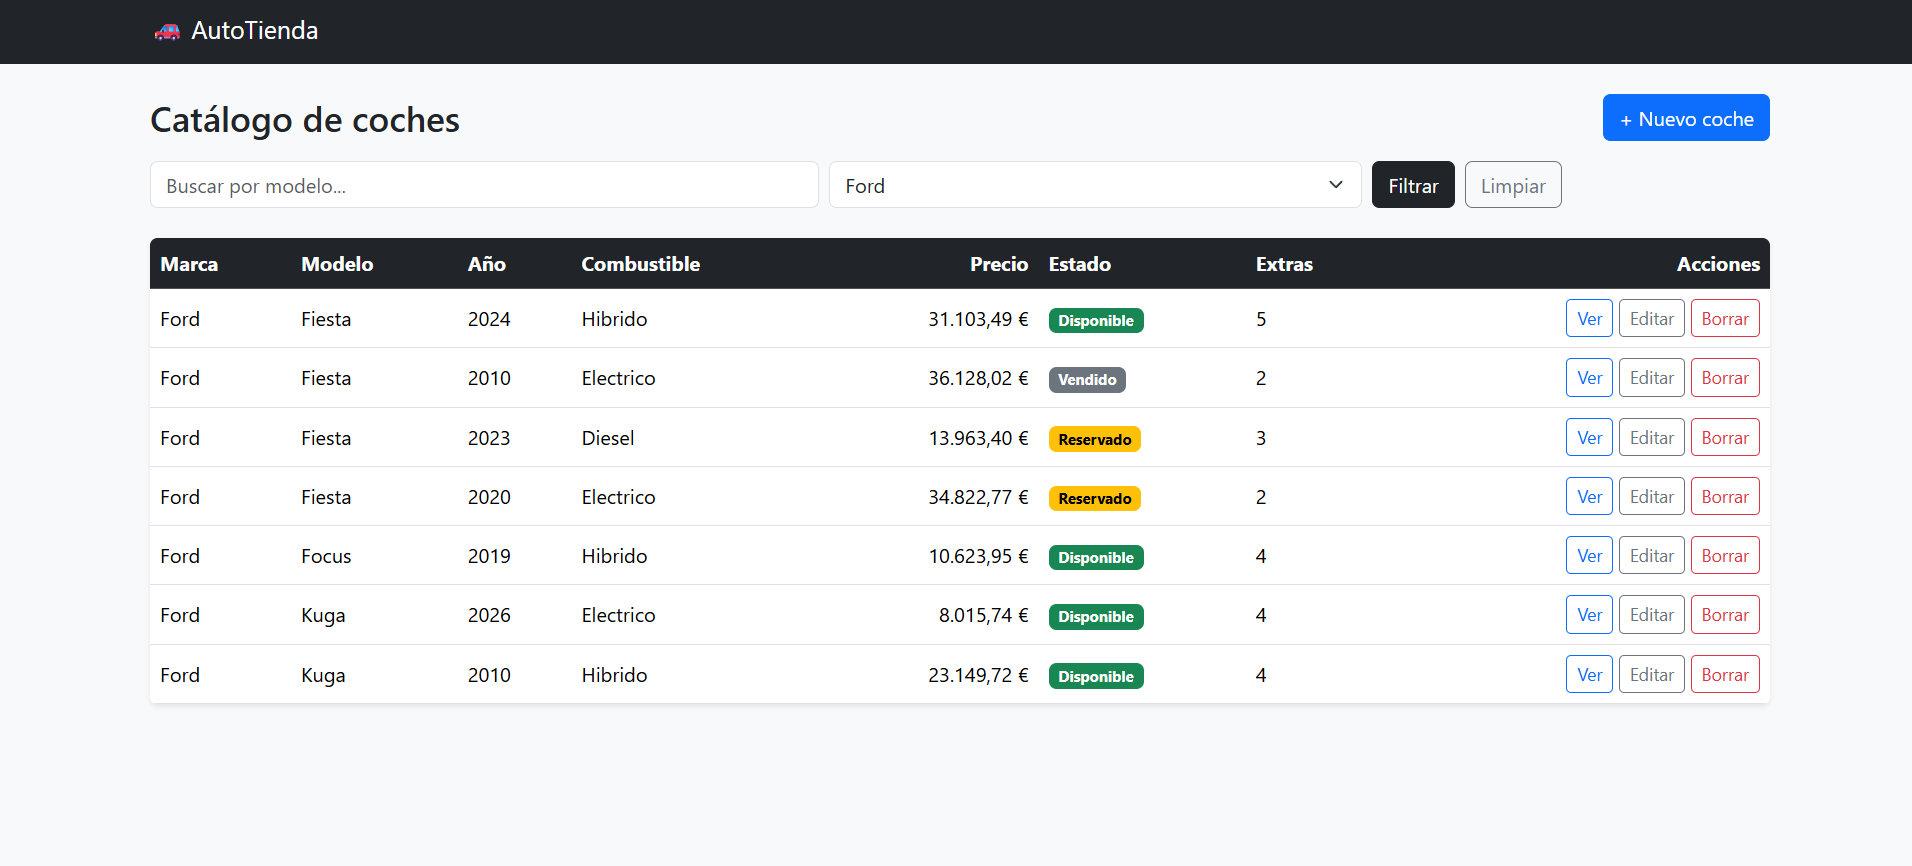 AutoTienda
Catálogo de coches
+ Nuevo coche
Buscar por modelo...
Ford
Filtrar
Limpiar
Marca Modelo Año Combustible Precio Estado Extras Acciones
Ford Fiesta 2024 Hibrido 31.103,49 € Disponible 5 Ver Editar Borrar
Ford Fiesta 2010 Electrico 36.128,02 € Vendido 2 Ver Editar Borrar
Ford Fiesta 2023 Diesel 13.963,40 € Reservado 3 Ver Editar Borrar
Ford Fiesta 2020 Electrico 34.822,77 € Reservado 2 Ver Editar Borrar
Ford Focus 2019 Hibrido 10.623,95 € Disponible 4 Ver Editar Borrar
Ford Kuga 2026 Electrico 8.015,74 € Disponible 4 Ver Editar Borrar
Ford Kuga 2010 Hibrido 23.149,72 € Disponible 4 Ver Editar Borrar